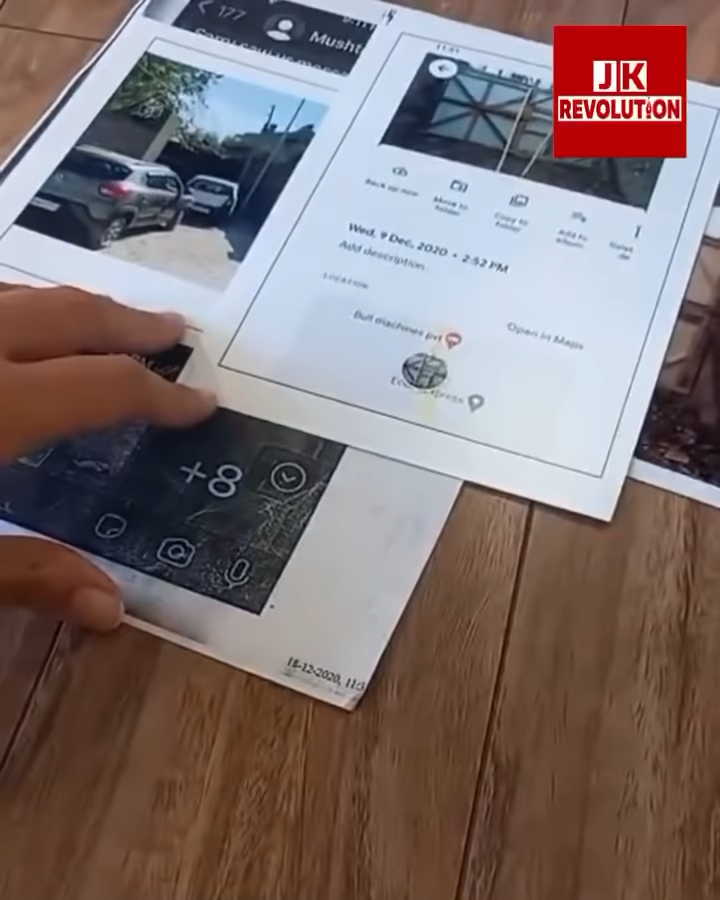 JK
REVOLUTION
177
Musht
11:51
Back up now
Move to
folder
Copy to
folder
Add to
album
Wed, 9 Dec, 2020 • 2:52 PM
Add description...
LOCATION
Bull machines pvt
Open in Maps
+8
18-12-2020, 11:3